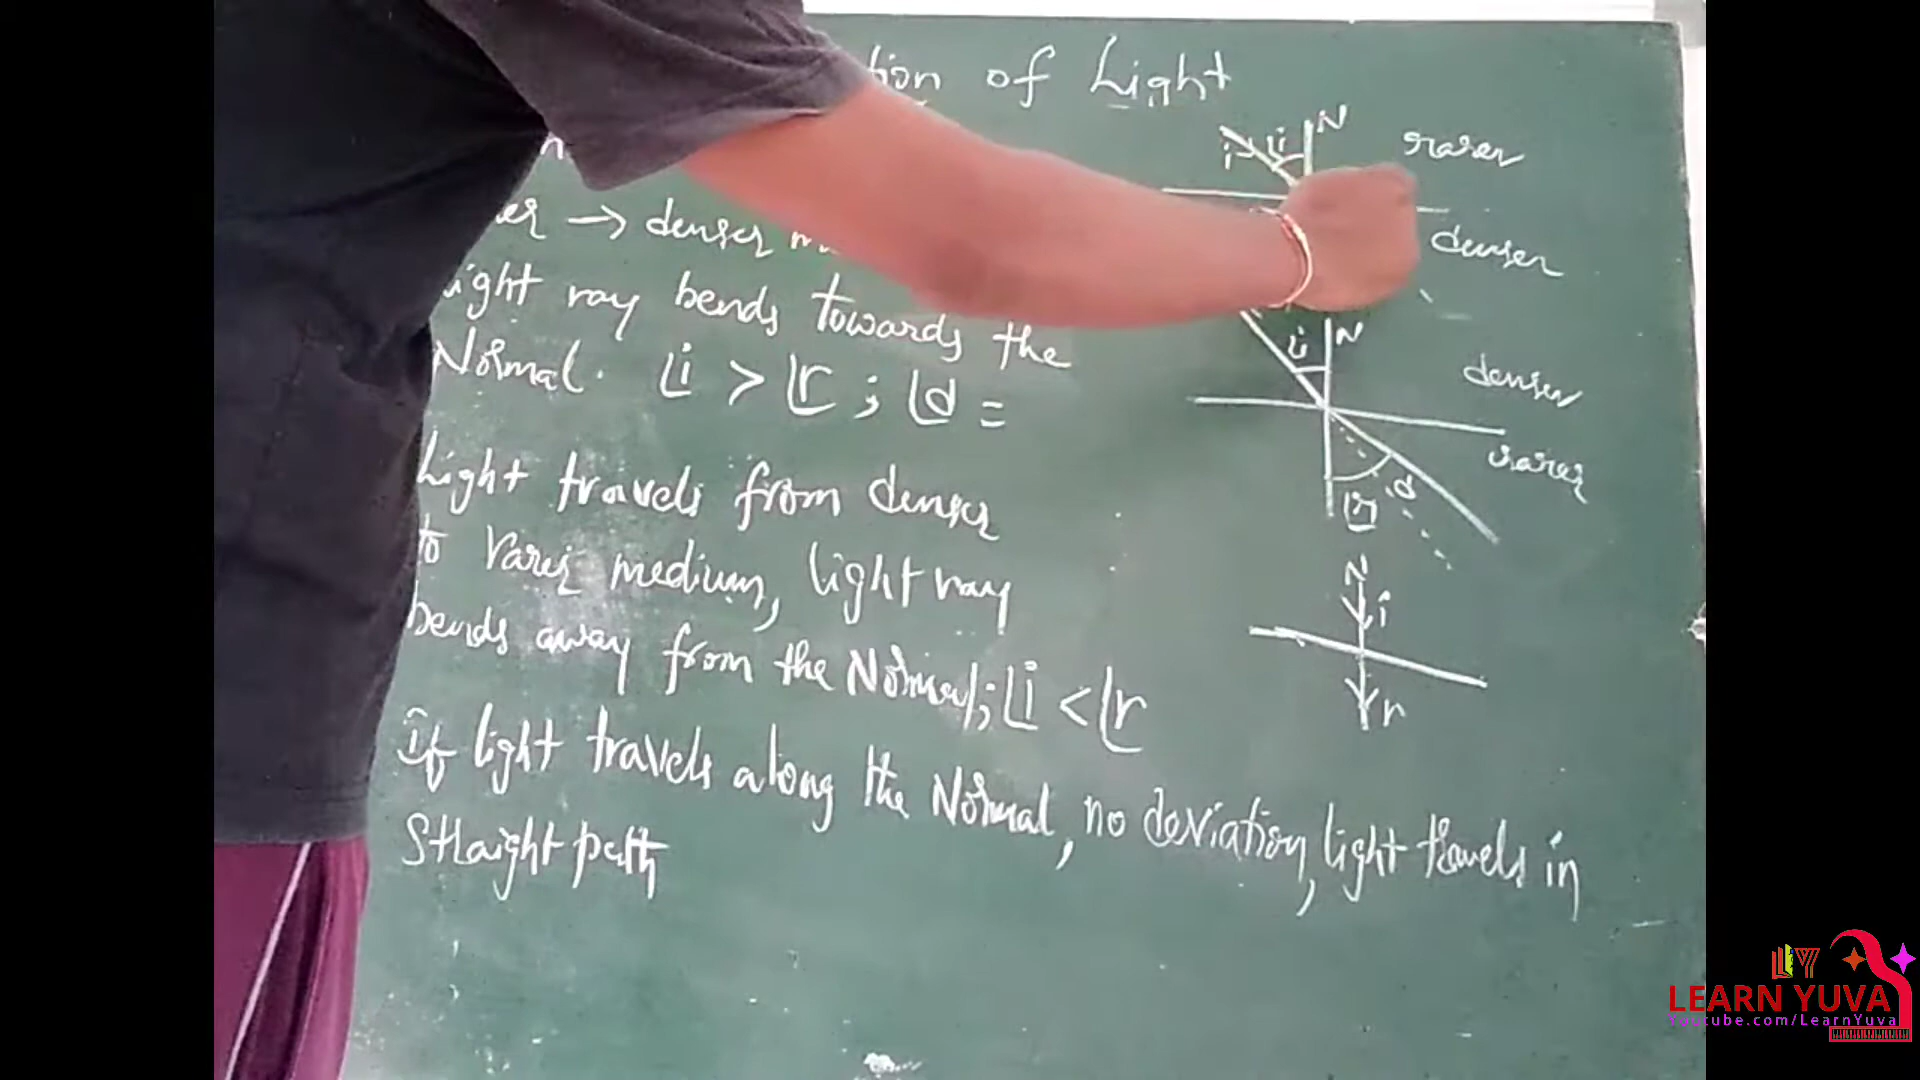 of Light
→ denser
light ray bends towards the
Normal. ∠i > ∠r ; ∠d =
Light travels from denser
to rarer medium, light ray
bends away from the Normal; ∠i < ∠r
if light travels along the Normal, no deviation, light travels in
Straight path
N
∠i
i
rarer
denser
∠i
N
denser
rarer
d
∠r
N
i
r
LY
LEARN YUVA
Youtube.com/LearnYuva